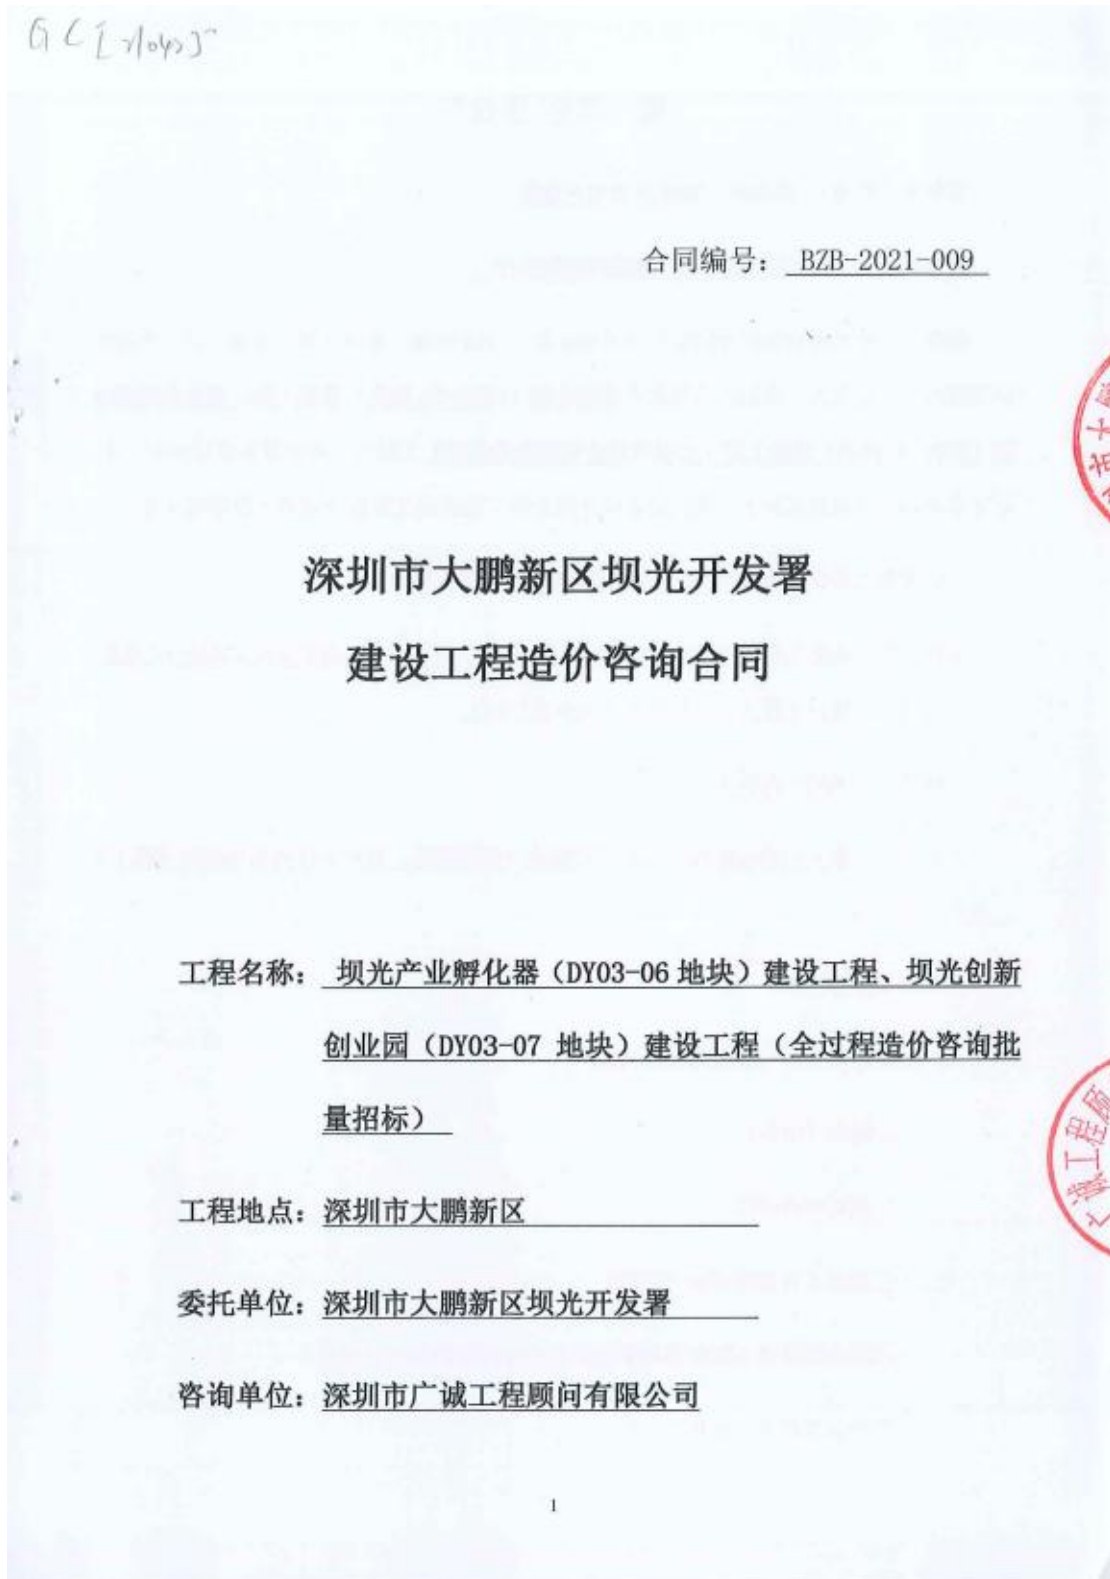 合同编号： BZB-2021-009
深圳市大鹏新区坝光开发署
建设工程造价咨询合同
工程名称： 坝光产业孵化器（DY03-06 地块）建设工程、坝光创新
创业园（DY03-07 地块）建设工程（全过程造价咨询批
量招标）
工程地点：深圳市大鹏新区
委托单位：深圳市大鹏新区坝光开发署
咨询单位：深圳市广诚工程顾问有限公司
广诚工程顾
1